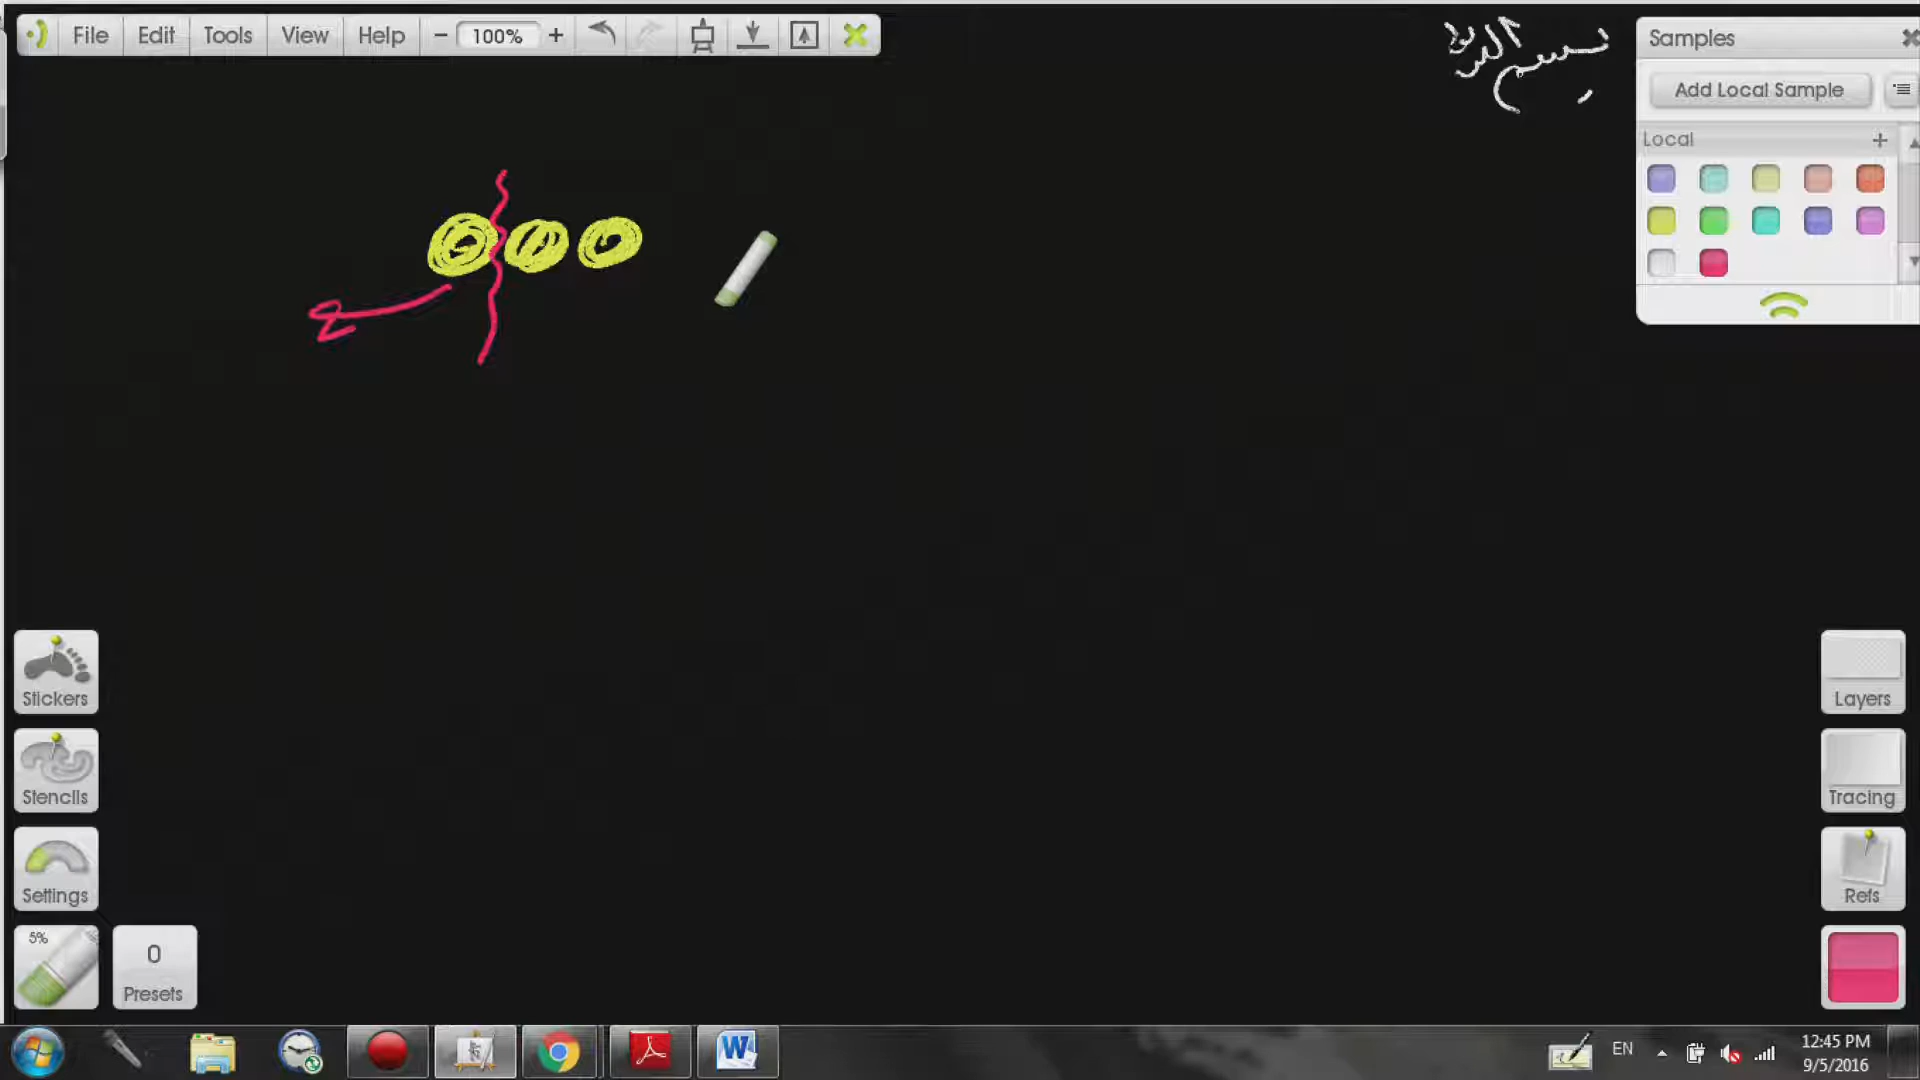 File Edit Tools View Help − 100% +
بسم الله
Samples
Add Local Sample
Local
Stickers
Stencils
Settings
5%
0
Presets
Layers
Tracing
Refs
EN
12:45 PM
9/5/2016